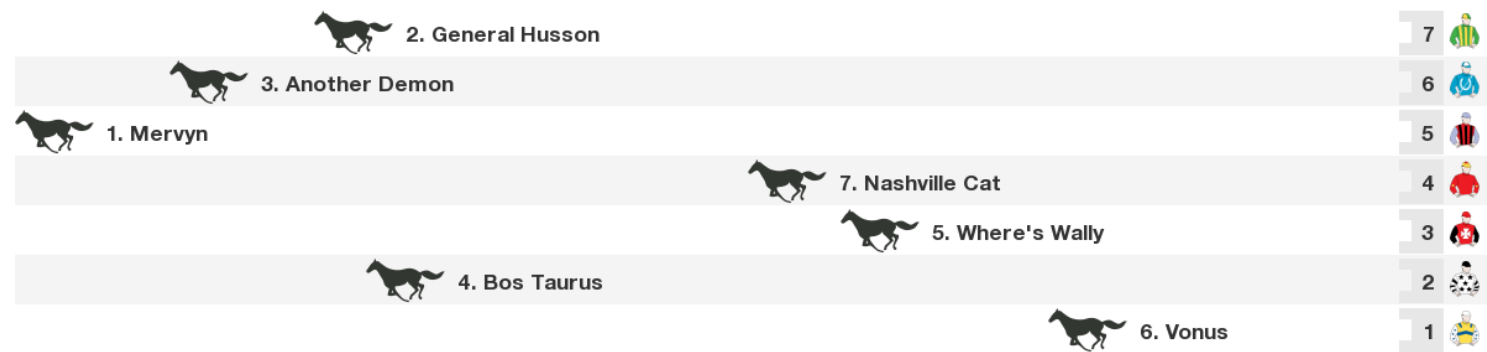 2. General Husson 7
3. Another Demon 6
1. Mervyn 5
7. Nashville Cat 4
5. Where's Wally 3
4. Bos Taurus 2
6. Vonus 1